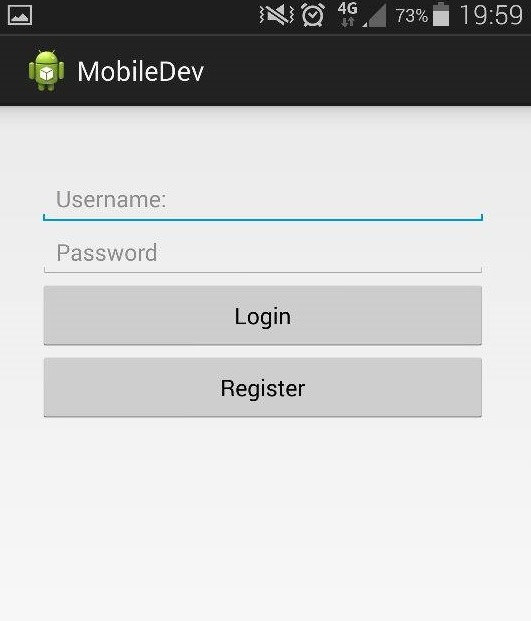 4G 73% 19:59
MobileDev
Username:
Password
Login
Register